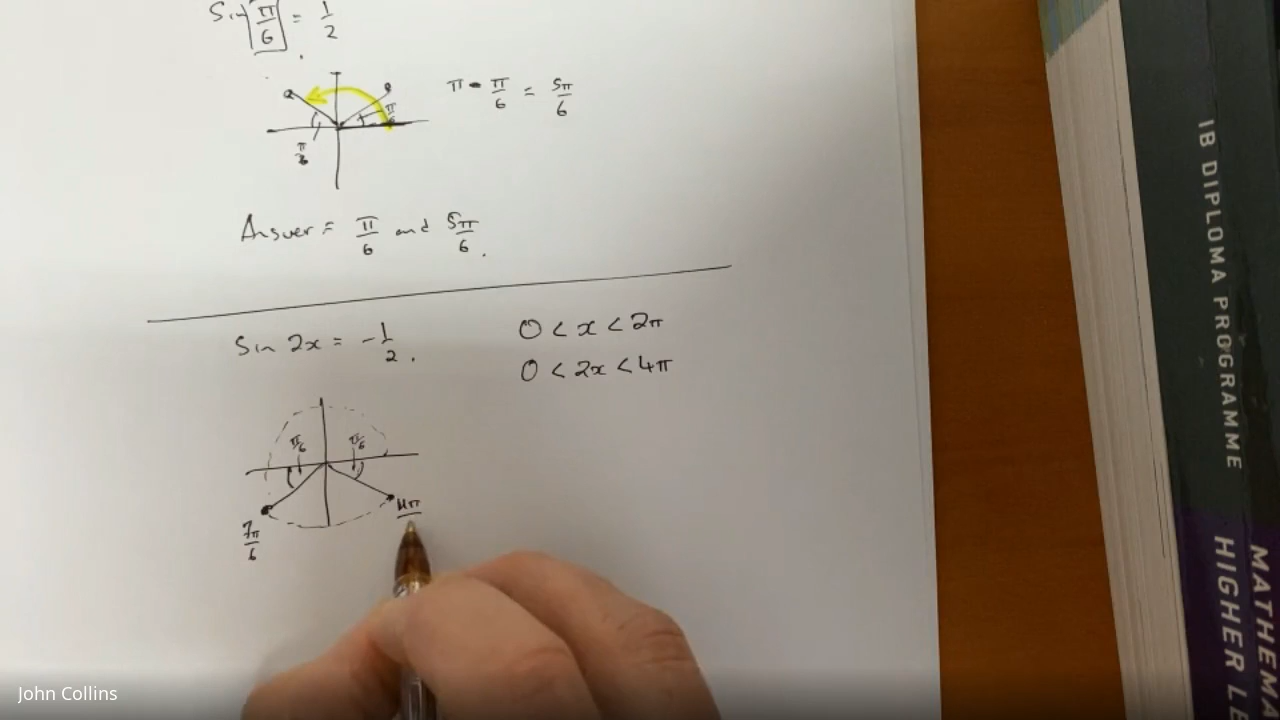 Sin π/6 = 1/2
π - π/6 = 5π/6
π/6
π/6
Answer = π/6 and 5π/6.
Sin 2x = -1/2.
0 < x < 2π
0 < 2x < 4π
π/6 π/6
7π/6
11π
IB DIPLOMA PROGRAMME
MATHEMA
HIGHER LE
John Collins